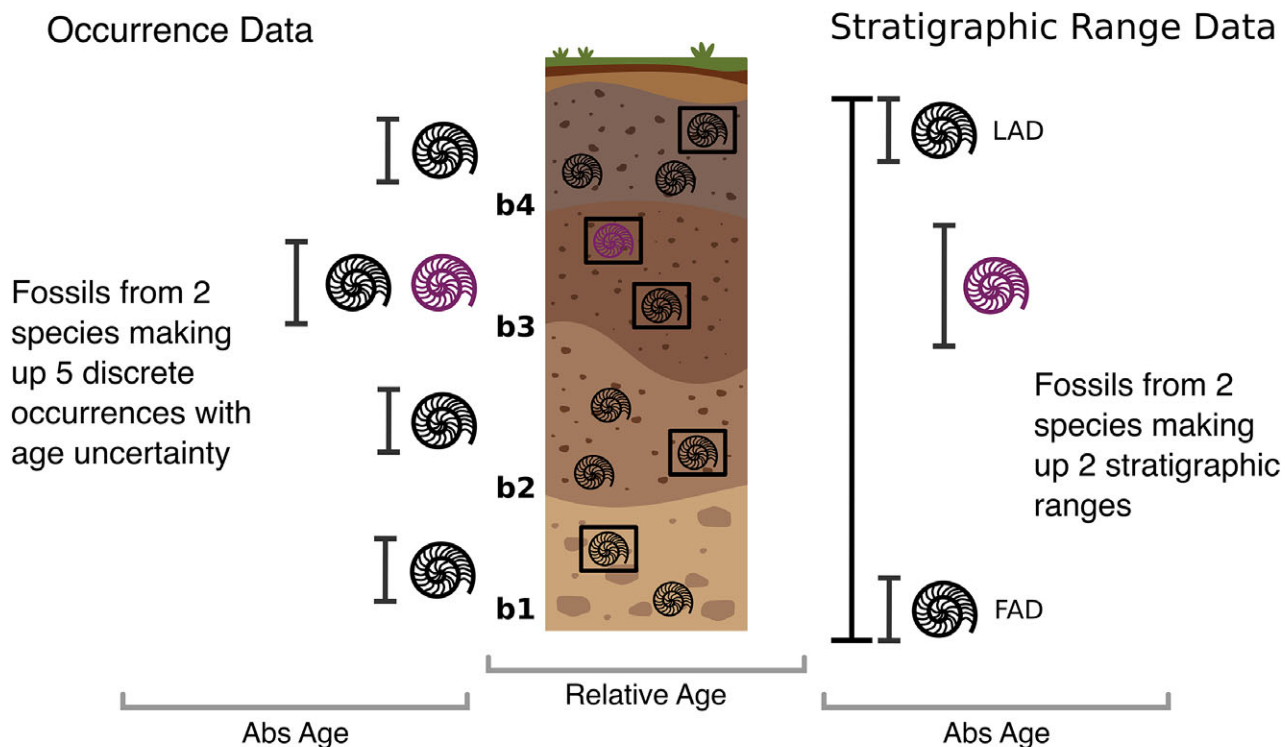 Occurrence Data
Stratigraphic Range Data
LAD
b4
Fossils from 2
species making
up 5 discrete
occurrences with
age uncertainty
b3
Fossils from 2
species making
up 2 stratigraphic
ranges
b2
b1
FAD
Relative Age
Abs Age
Abs Age